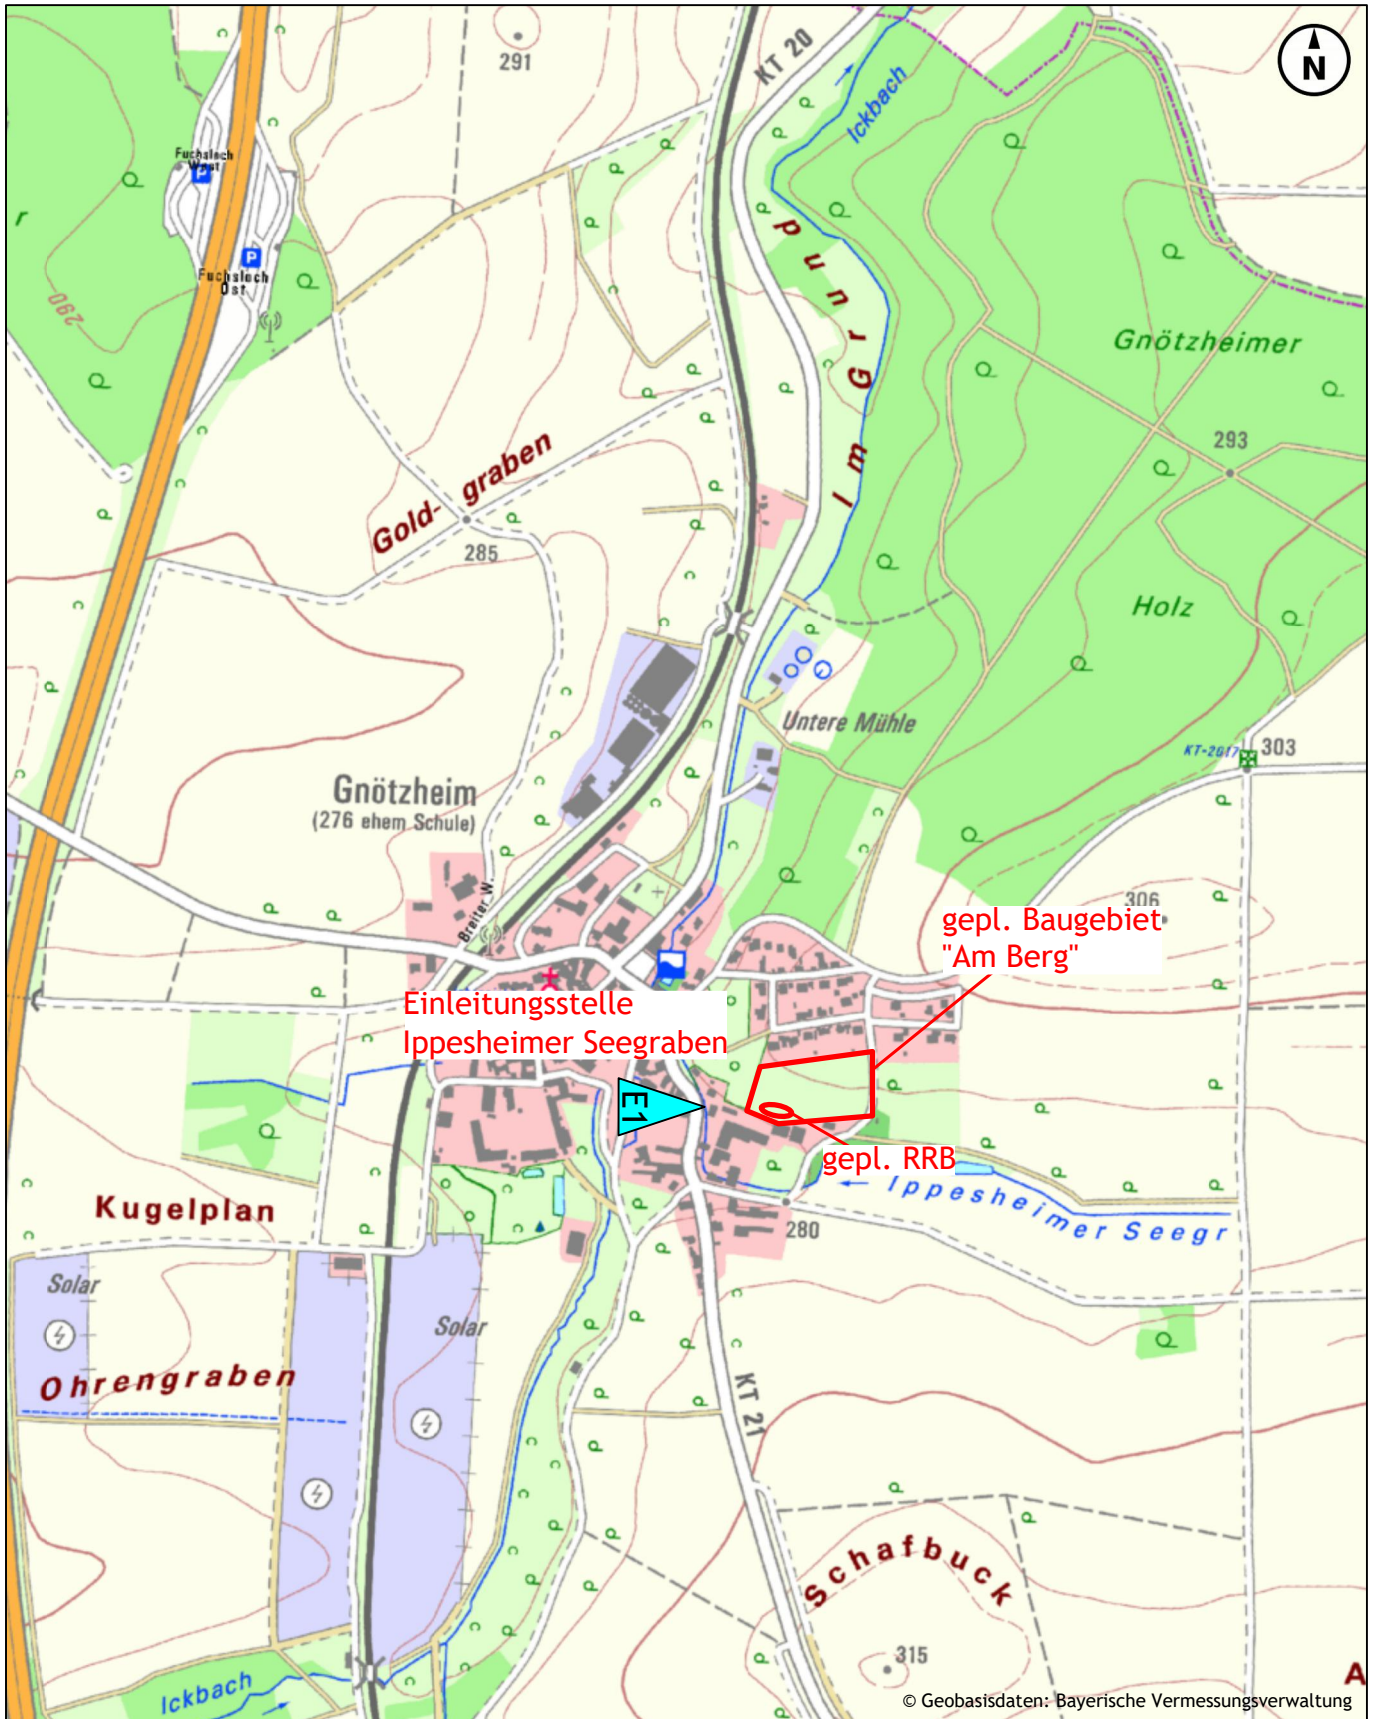 291
KT 20
N
Ickbach
Fuchsloch
West
P
P
Fuchsloch
Ost
r
290
Im Grund
Gnötzheimer
293
Gold-graben
285
Holz
Untere Mühle
KT-2617
303
Gnötzheim
(276 ehem Schule)
Breiter W.
306
gepl. Baugebiet
"Am Berg"
Einleitungsstelle
Ippesheimer Seegraben
E1
gepl. RRB
Ippesheimer Seegr
280
Kugelplan
Solar
Solar
Ohrengraben
KT 21
Schafbuck
315
A
Ickbach
© Geobasisdaten: Bayerische Vermessungsverwaltung